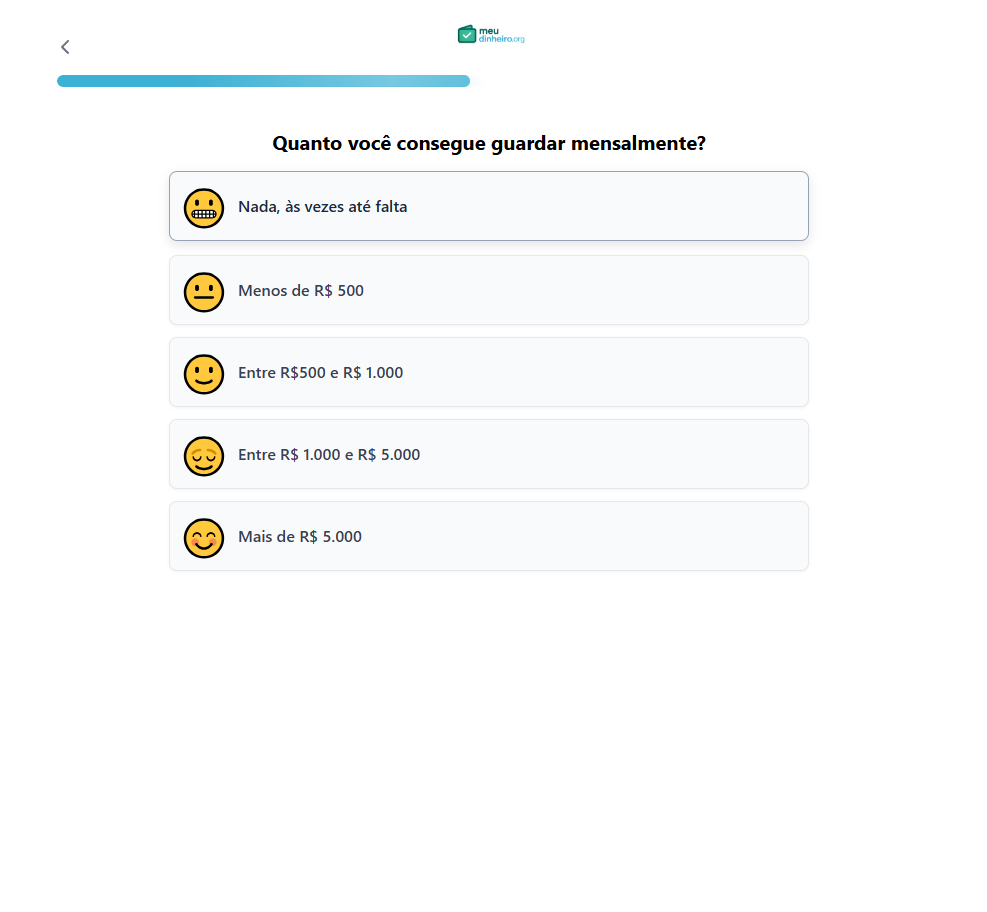 meu
dinheiro.org
Quanto você consegue guardar mensalmente?
Nada, às vezes até falta
Menos de R$ 500
Entre R$500 e R$ 1.000
Entre R$ 1.000 e R$ 5.000
Mais de R$ 5.000